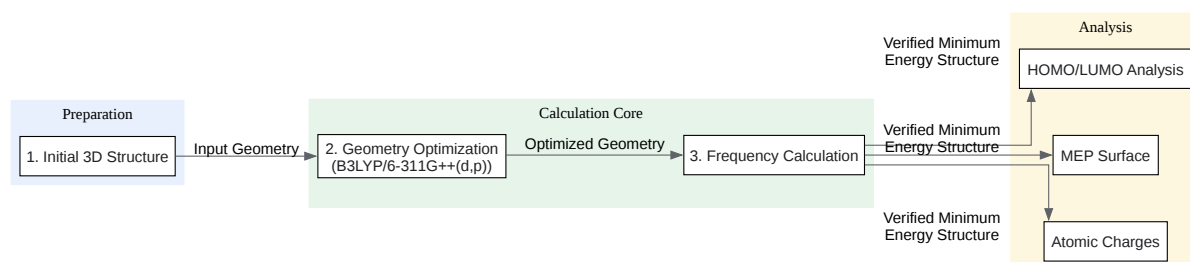 Preparation
1. Initial 3D Structure
Input Geometry
Calculation Core
2. Geometry Optimization
(B3LYP/6-311G++(d,p))
Optimized Geometry
3. Frequency Calculation
Verified Minimum
Energy Structure
Verified Minimum
Energy Structure
Verified Minimum
Energy Structure
Analysis
HOMO/LUMO Analysis
MEP Surface
Atomic Charges